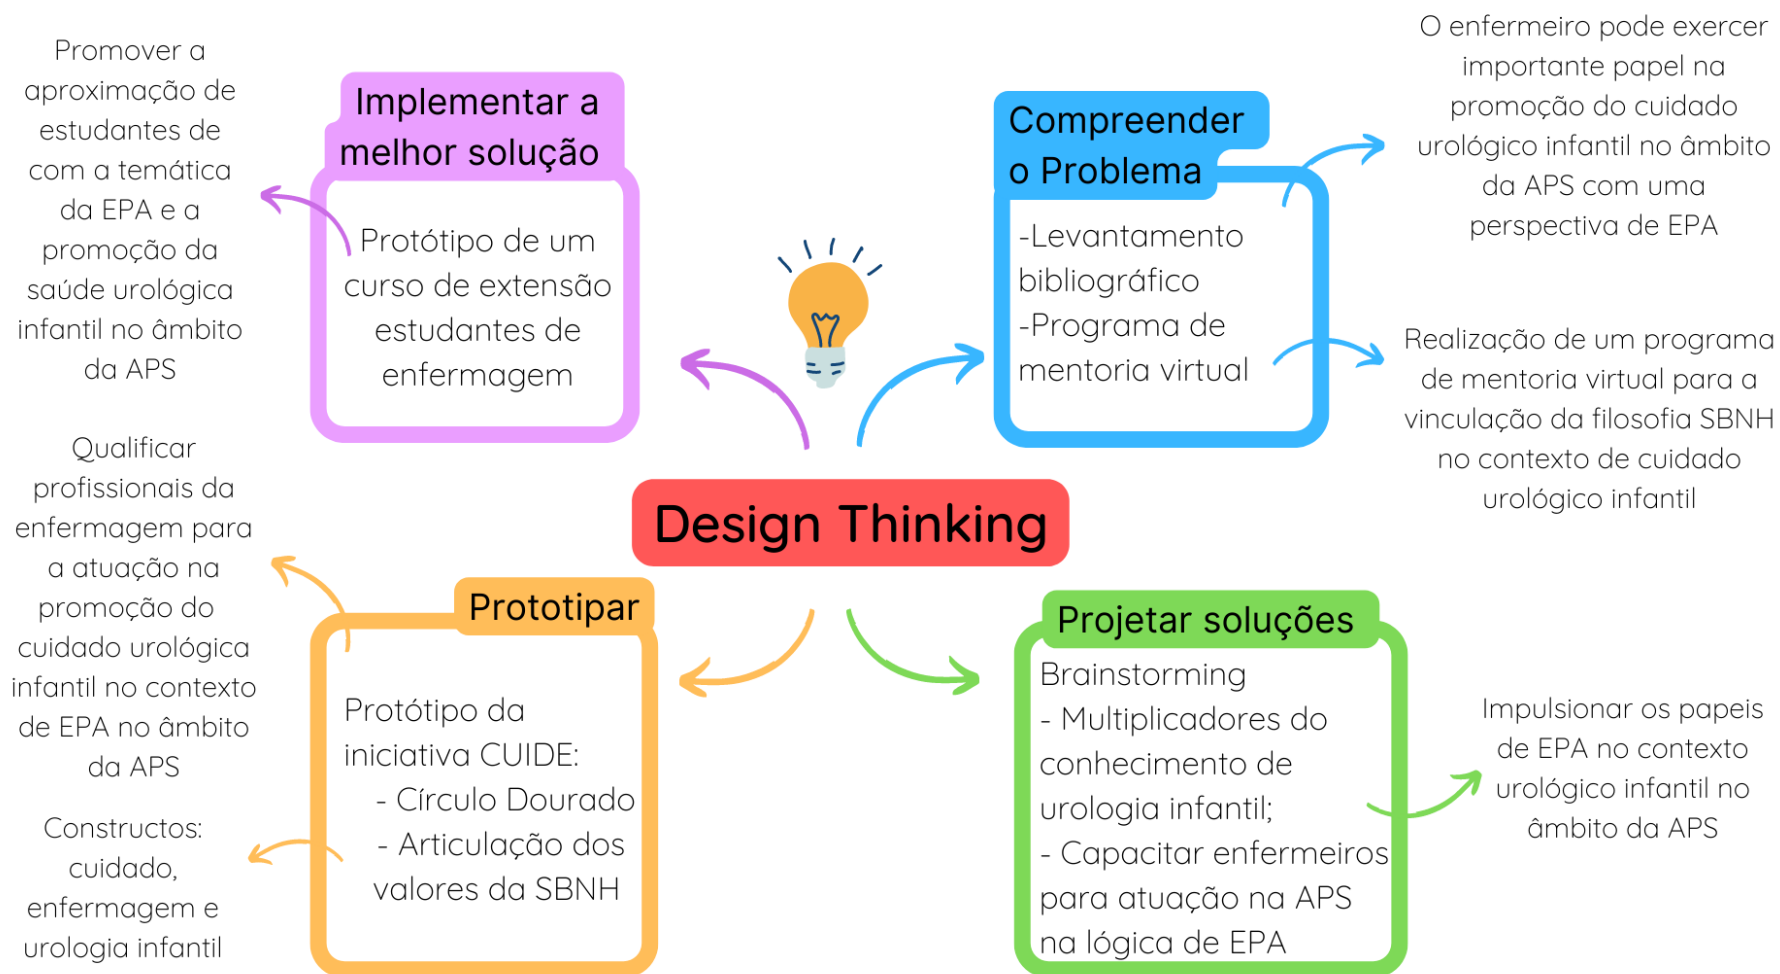 Promover a
aproximação de
estudantes de
com a temática
da EPA e a
promoção da
saúde urológica
infantil no âmbito
da APS
Implementar a
melhor solução
Protótipo de um
curso de extensão
estudantes de
enfermagem
Compreender
o Problema
-Levantamento
bibliográfico
-Programa de
mentoria virtual
O enfermeiro pode exercer
importante papel na
promoção do cuidado
urológico infantil no âmbito
da APS com uma
perspectiva de EPA
Realização de um programa
de mentoria virtual para a
vinculação da filosofia SBNH
no contexto de cuidado
urológico infantil
Design Thinking
Qualificar
profissionais da
enfermagem para
a atuação na
promoção do
cuidado urológica
infantil no contexto
de EPA no âmbito
da APS
Constructos:
cuidado,
enfermagem e
urologia infantil
Prototipar
Protótipo da
iniciativa CUIDE:
- Círculo Dourado
- Articulação dos
valores da SBNH
Projetar soluções
Brainstorming
- Multiplicadores do
conhecimento de
urologia infantil;
- Capacitar enfermeiros
para atuação na APS
na lógica de EPA
Impulsionar os papeis
de EPA no contexto
urológico infantil no
âmbito da APS